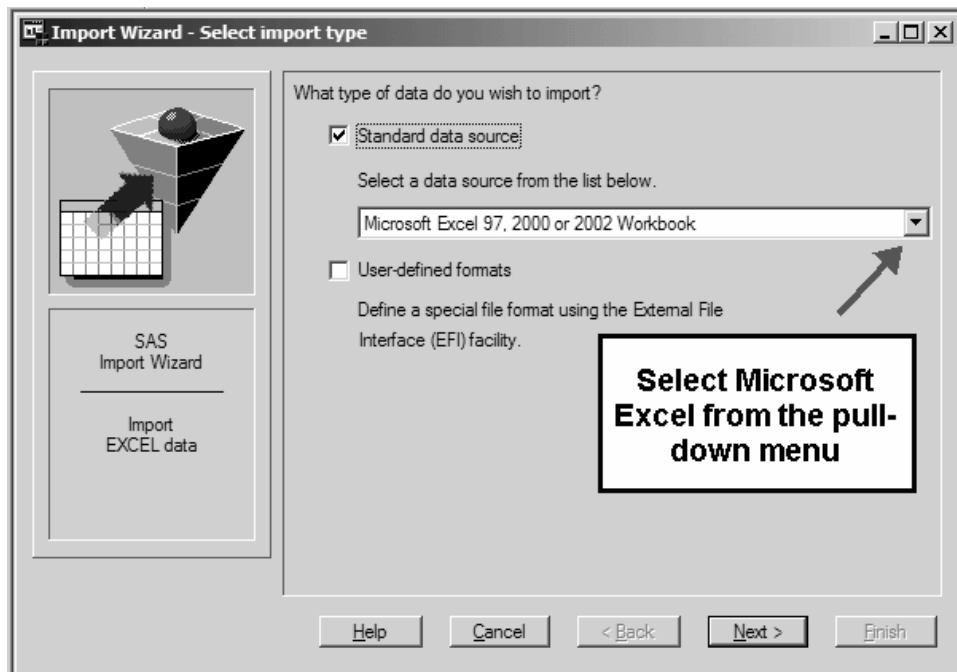 Import Wizard - Select import type
What type of data do you wish to import?
Standard data source
Select a data source from the list below.
Microsoft Excel 97, 2000 or 2002 Workbook
User-defined formats
Define a special file format using the External File
Interface (EFI) facility.
SAS
Import Wizard
Import
EXCEL data
Select Microsoft
Excel from the pull-
down menu
Help
Cancel
< Back
Next >
Finish